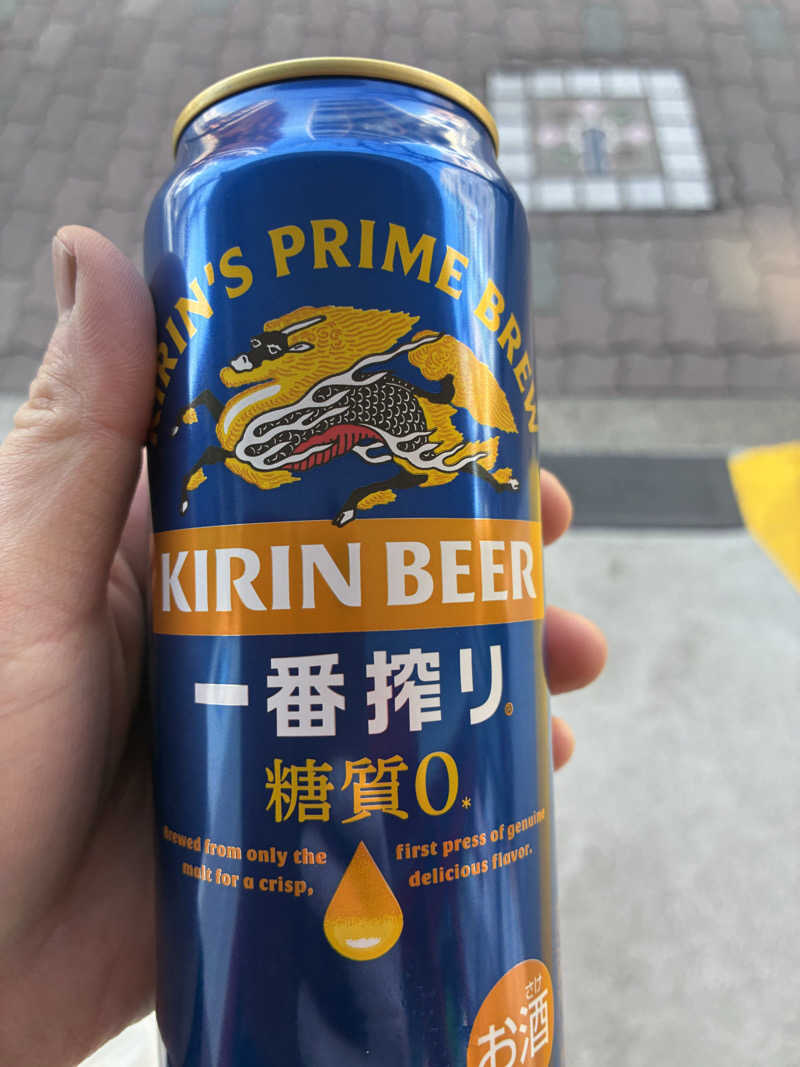 KIRIN'S PRIME BREW
KIRIN BEER
一番搾り®
糖質0*
Brewed from only the
malt for a crisp,
first press of genuine
delicious flavor.
さけ
お酒